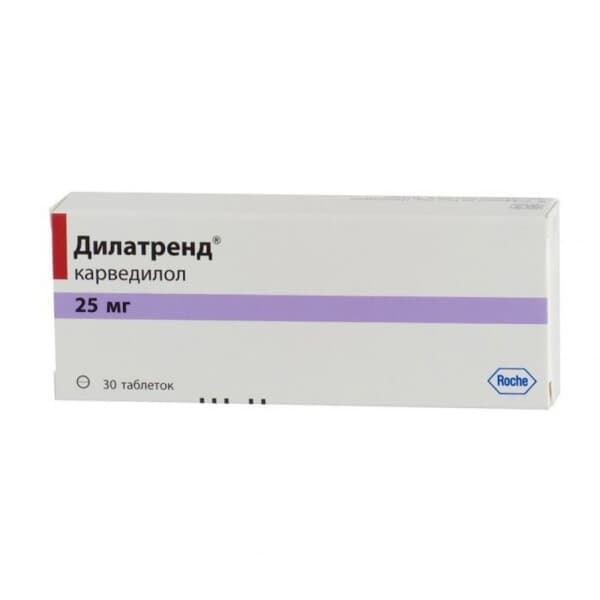 Дилатренд®
карведилол
25 мг
30 таблеток
Roche